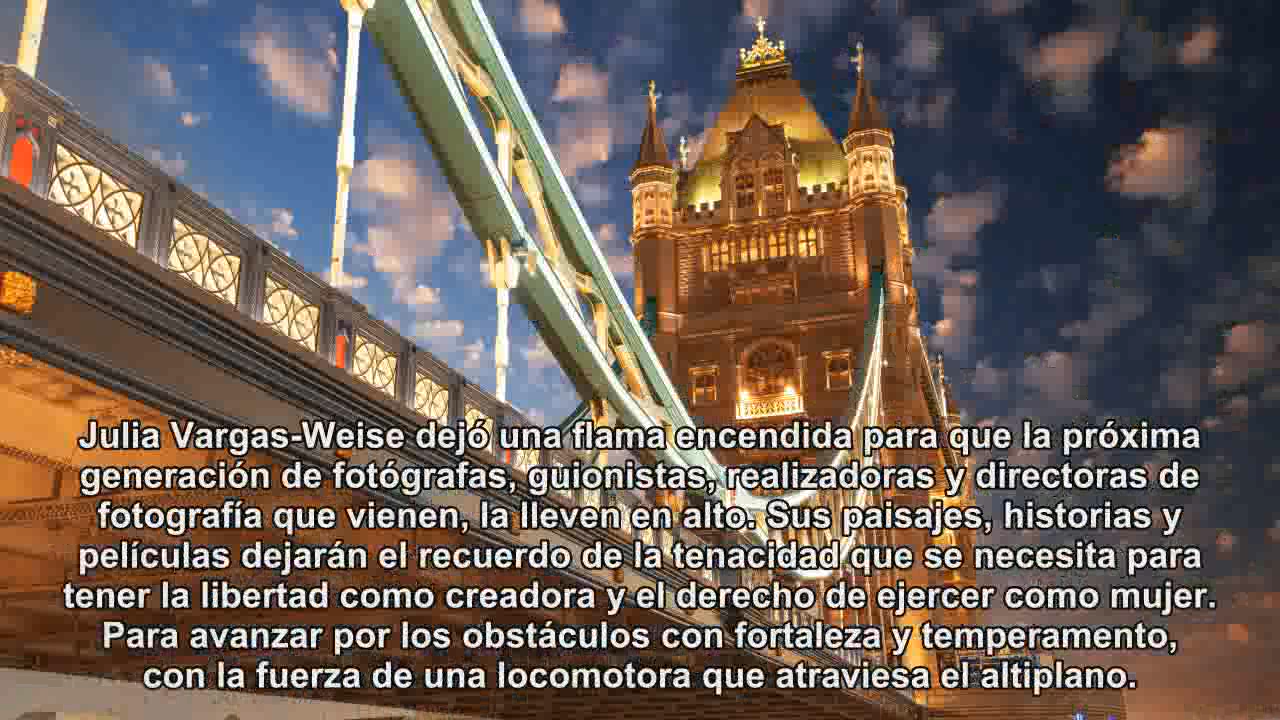 Julia Vargas-Weise dejó una flama encendida para que la próxima
generación de fotógrafas, guionistas, realizadoras y directoras de
fotografía que vienen, la lleven en alto. Sus paisajes, historias y
películas dejarán el recuerdo de la tenacidad que se necesita para
tener la libertad como creadora y el derecho de ejercer como mujer.
Para avanzar por los obstáculos con fortaleza y temperamento,
con la fuerza de una locomotora que atraviesa el altiplano.